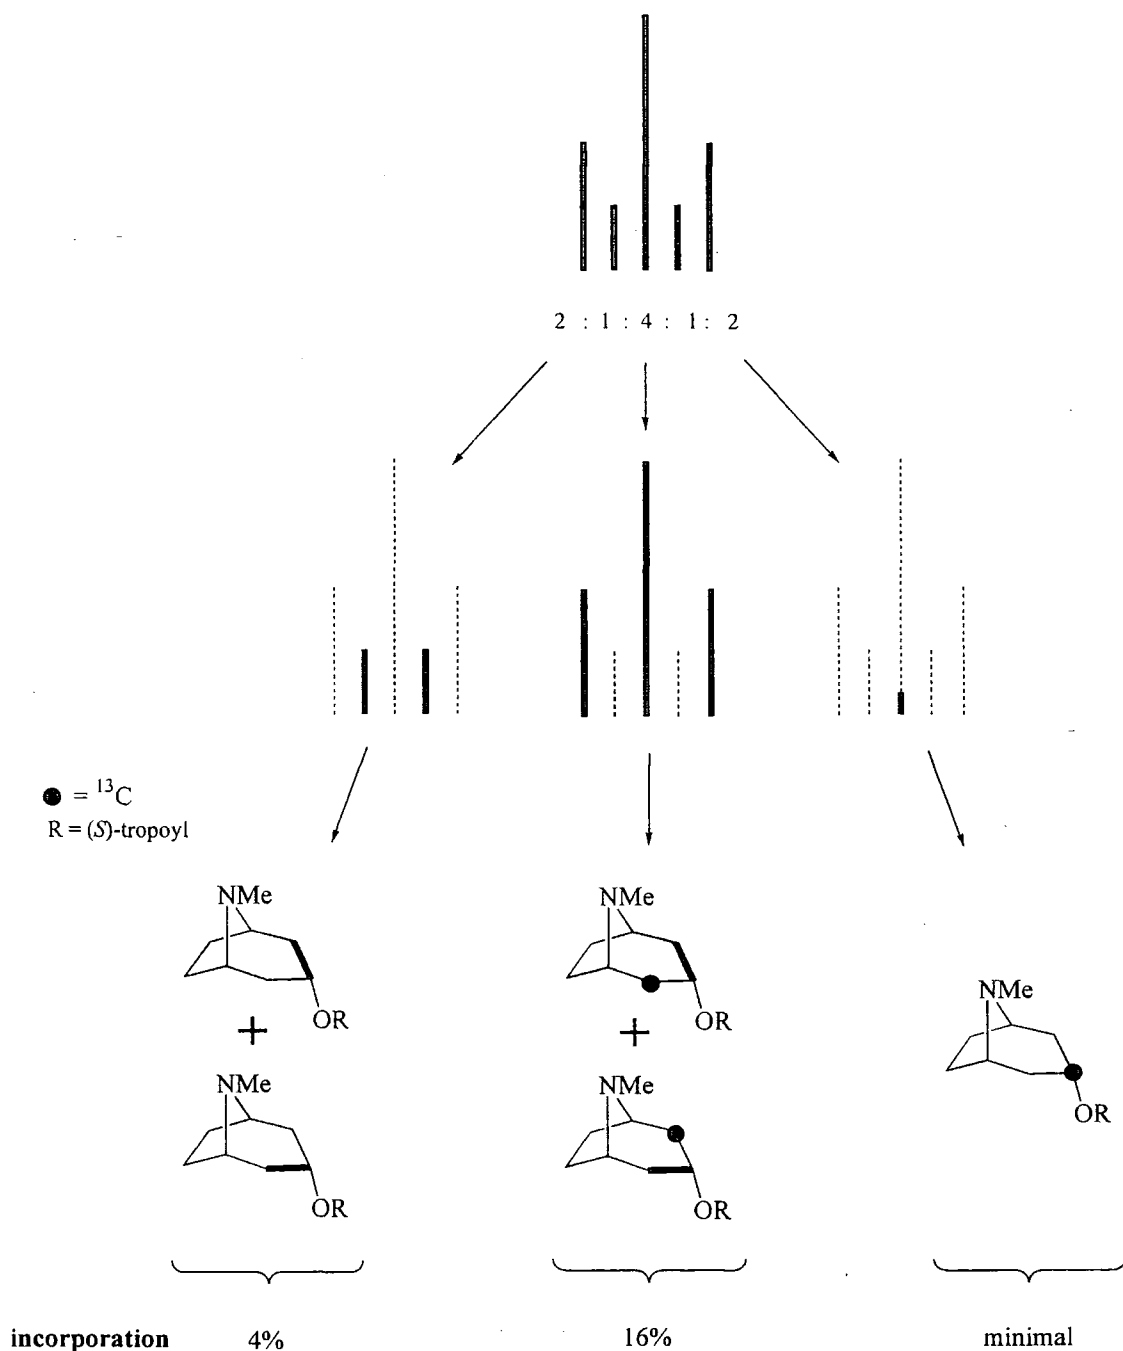 2 : 1 : 4 : 1 : 2
● = ¹³C
R = (S)-tropoyl
NMe
NMe
OR
OR
+
+
NMe
OR
NMe
NMe
OR
OR
incorporation 4% 16% minimal